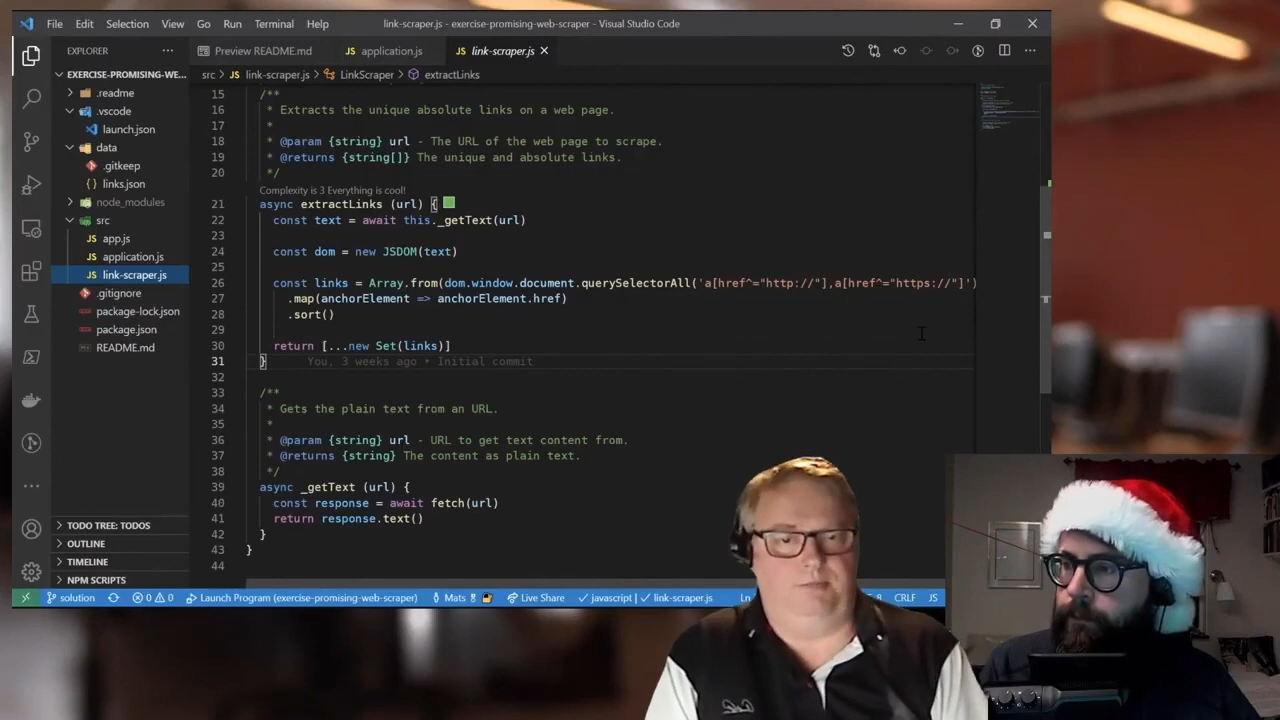 File Edit Selection View Go Run Terminal Help link-scraper.js - exercise-promising-web-scraper - Visual Studio Code
EXPLORER ···
Preview README.md JS application.js JS link-scraper.js
EXERCISE-PROMISING-WE...
src > JS link-scraper.js > LinkScraper > extractLinks
.readme
.vscode
launch.json
data
.gitkeep
links.json
node_modules
src
JS app.js
JS application.js
JS link-scraper.js
.gitignore
package-lock.json
package.json
README.md
TODO TREE: TODOS
OUTLINE
TIMELINE
NPM SCRIPTS
15 /**
16 * Extracts the unique absolute links on a web page.
17 *
18 * @param {string} url - The URL of the web page to scrape.
19 * @returns {string[]} The unique and absolute links.
20 */
Complexity is 3 Everything is cool!
21 async extractLinks (url) {
22 const text = await this._getText(url)
23
24 const dom = new JSDOM(text)
25
26 const links = Array.from(dom.window.document.querySelectorAll('a[href^="http://"],a[href^="https://"]')
27 .map(anchorElement => anchorElement.href)
28 .sort()
29
30 return [...new Set(links)]
31 } You, 3 weeks ago • Initial commit
32
33 /**
34 * Gets the plain text from an URL.
35 *
36 * @param {string} url - URL to get text content from.
37 * @returns {string} The content as plain text.
38 */
39 async _getText (url) {
40 const response = await fetch(url)
41 return response.text()
42 }
43 }
44
solution 0 0 Launch Program (exercise-promising-web-scraper) Mats Live Share javascript | link-scraper.js Ln 8 CRLF JS